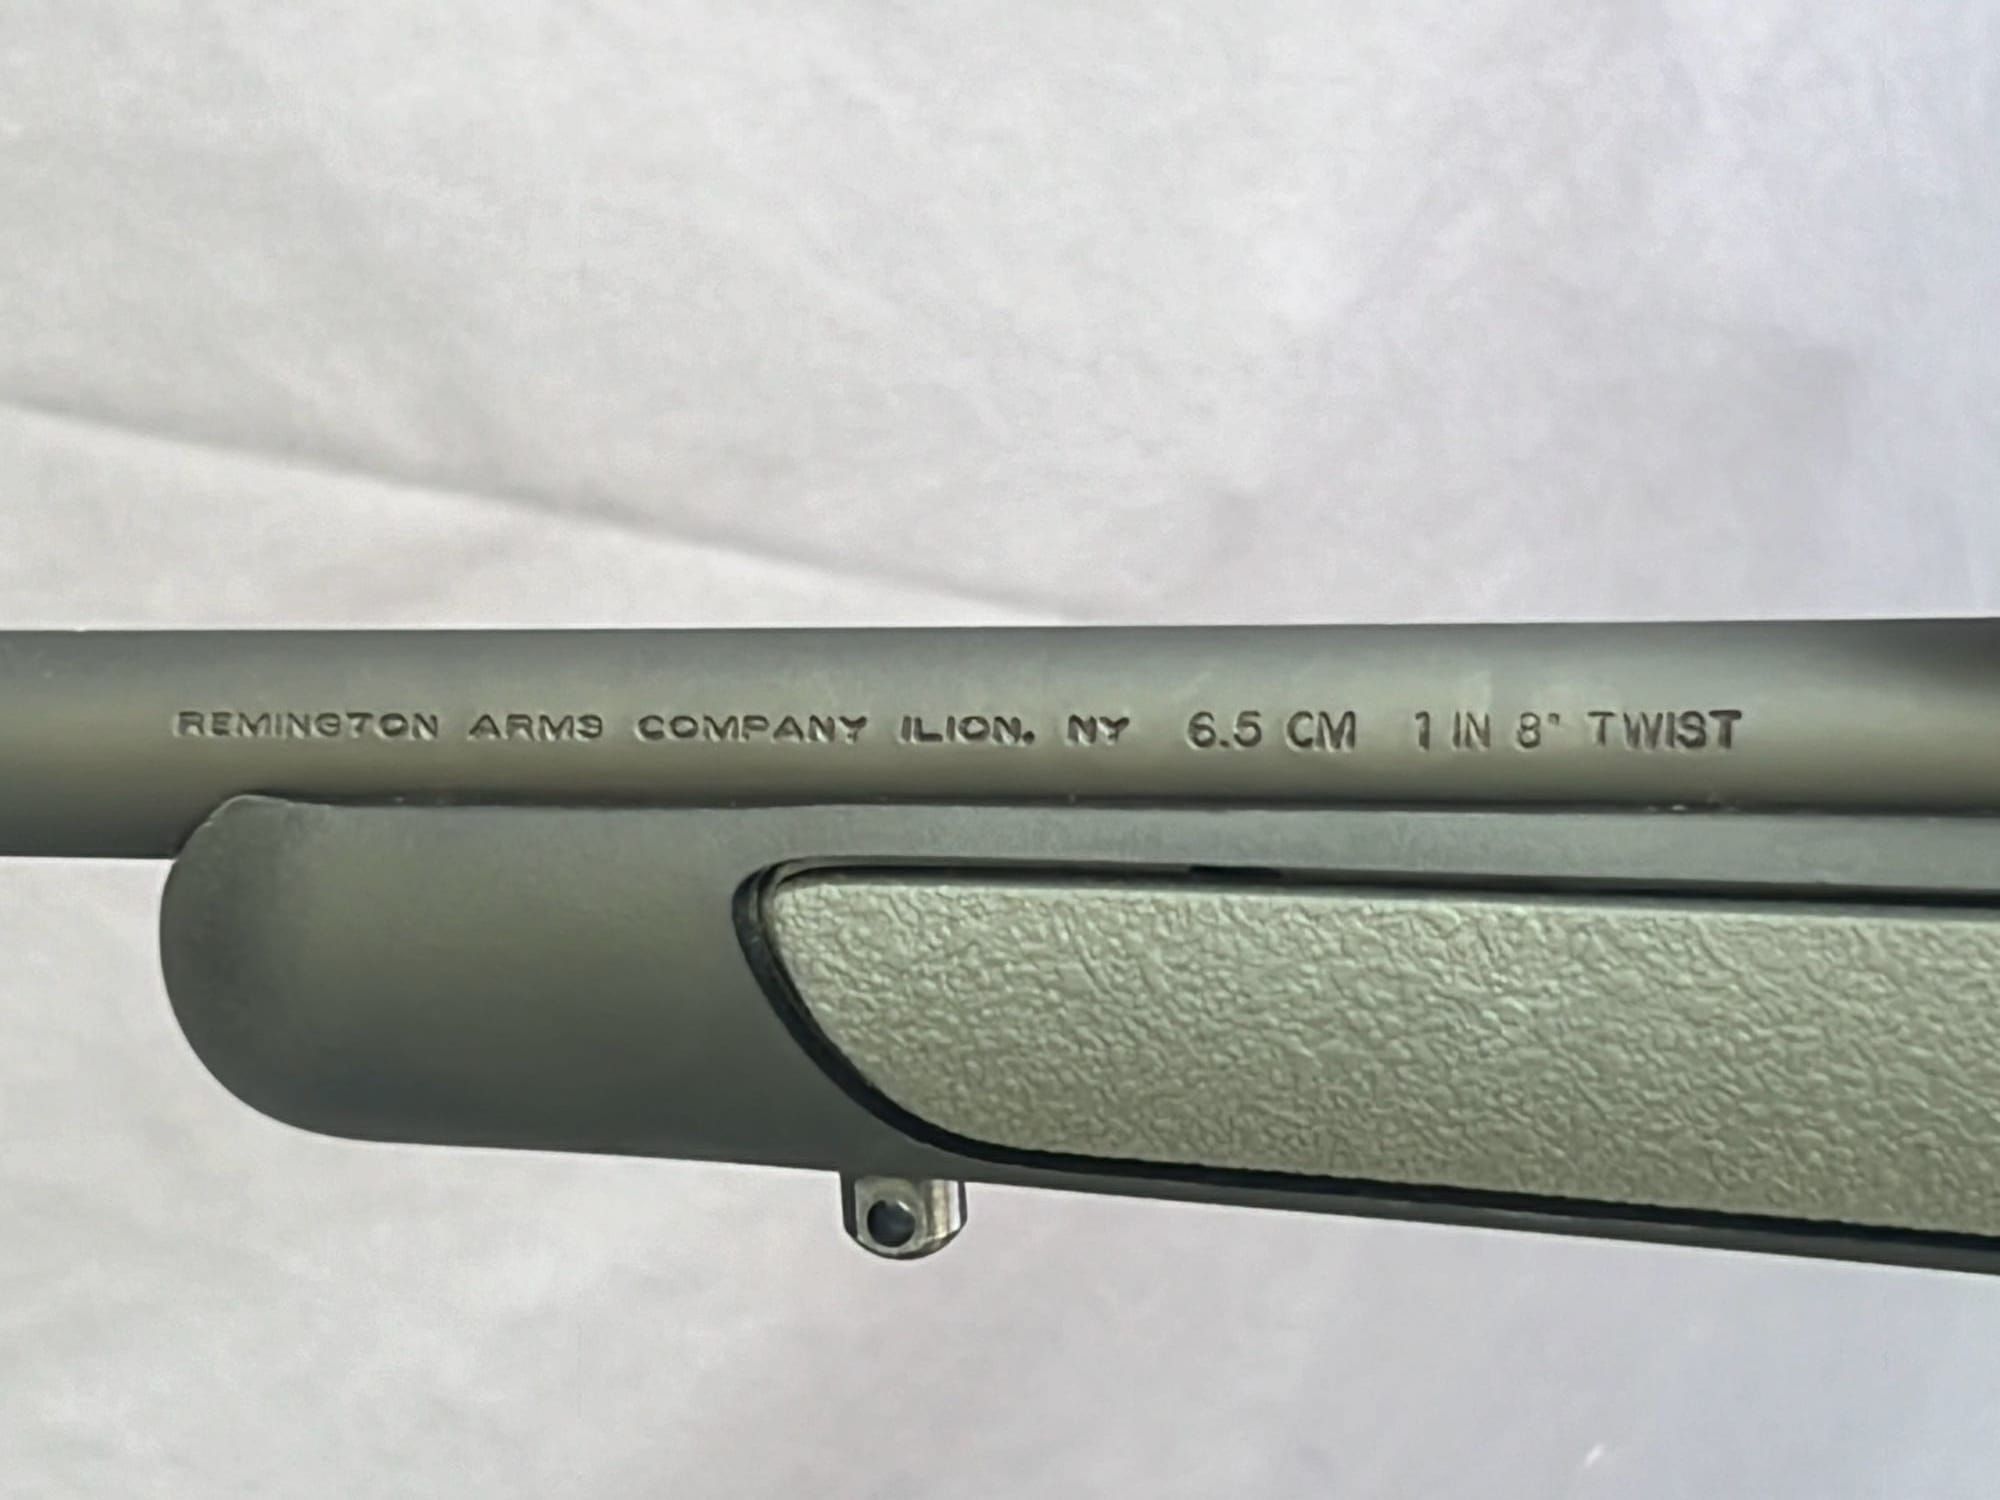 REMINGTON ARMS COMPANY ILION, NY 6.5 CM 1 IN 8" TWIST